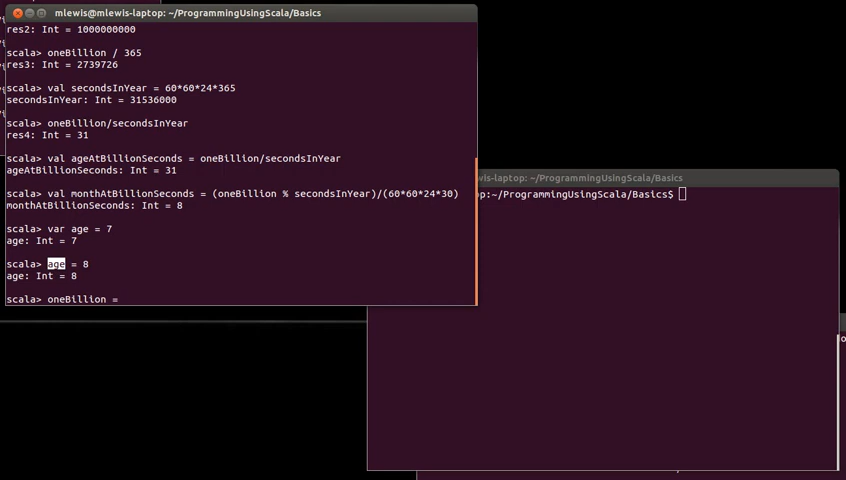 mlewis@mlewis-laptop: ~/ProgrammingUsingScala/Basics
res2: Int = 1000000000
scala> oneBillion / 365
res3: Int = 2739726
scala> val secondsInYear = 60*60*24*365
secondsInYear: Int = 31536000
scala> oneBillion/secondsInYear
res4: Int = 31
scala> val ageAtBillionSeconds = oneBillion/secondsInYear
ageAtBillionSeconds: Int = 31
scala> val monthAtBillionSeconds = (oneBillion % secondsInYear)/(60*60*24*30)
monthAtBillionSeconds: Int = 8
scala> var age = 7
age: Int = 7
scala> age = 8
age: Int = 8
scala> oneBillion =
wis-laptop: ~/ProgrammingUsingScala/Basics
op:~/ProgrammingUsingScala/Basics$